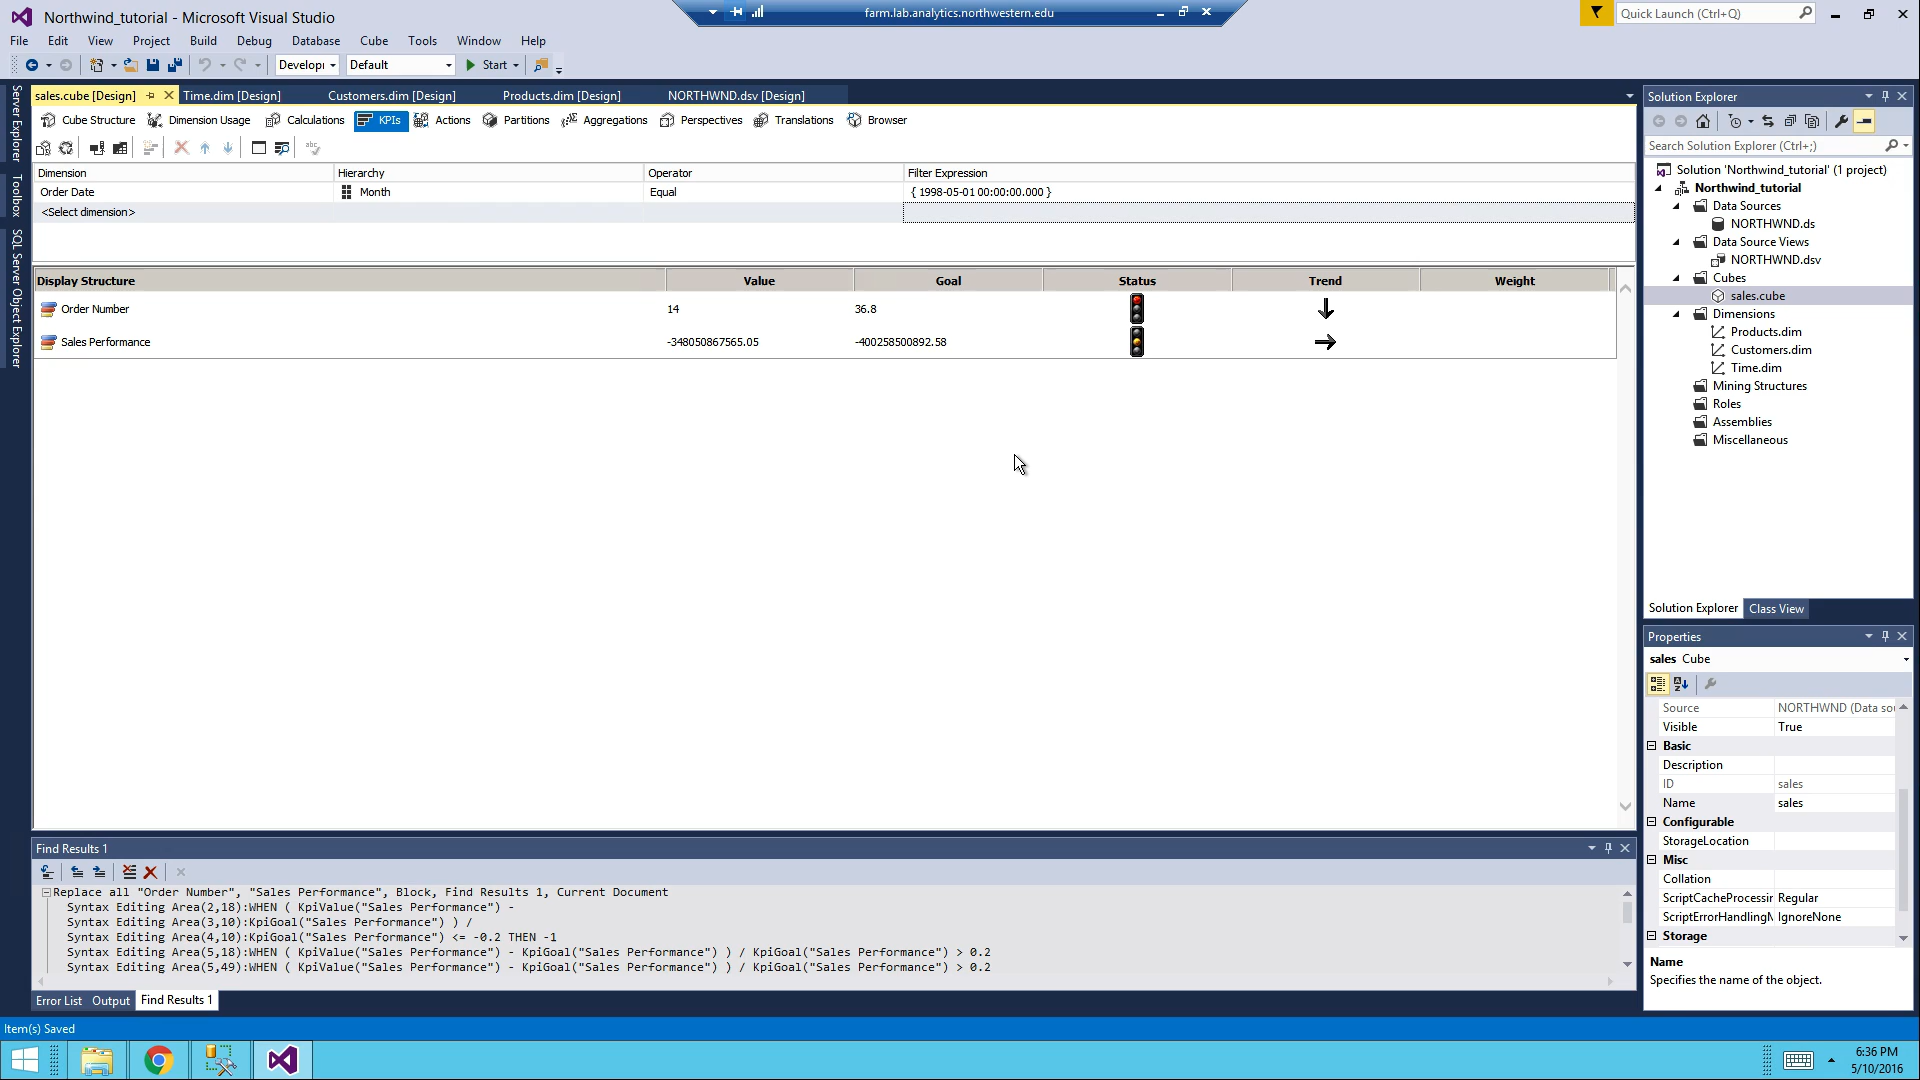 Northwind_tutorial - Microsoft Visual Studio
farm.lab.analytics.northwestern.edu
Quick Launch (Ctrl+Q)
File Edit View Project Build Debug Database Cube Tools Window Help
Develop Default Start
sales.cube [Design] Time.dim [Design] Customers.dim [Design] Products.dim [Design] NORTHWND.dsv [Design]
Cube Structure Dimension Usage Calculations KPIs Actions Partitions Aggregations Perspectives Translations Browser
Server Explorer
Toolbox
SQL Server Object Explorer
Dimension Hierarchy Operator Filter Expression
Order Date Month Equal { 1998-05-01 00:00:00.000 }
<Select dimension>
Display Structure Value Goal Status Trend Weight
Order Number 14 36.8
Sales Performance -348050867565.05 -400258500892.58
Find Results 1
Replace all "Order Number", "Sales Performance", Block, Find Results 1, Current Document
Syntax Editing Area(2,18):WHEN ( KpiValue("Sales Performance") -
Syntax Editing Area(3,10):KpiGoal("Sales Performance") ) /
Syntax Editing Area(4,10):KpiGoal("Sales Performance") <= -0.2 THEN -1
Syntax Editing Area(5,18):WHEN ( KpiValue("Sales Performance") - KpiGoal("Sales Performance") ) / KpiGoal("Sales Performance") > 0.2
Syntax Editing Area(5,49):WHEN ( KpiValue("Sales Performance") - KpiGoal("Sales Performance") ) / KpiGoal("Sales Performance") > 0.2
Error List Output Find Results 1
Item(s) Saved
Solution Explorer
Search Solution Explorer (Ctrl+;)
Solution 'Northwind_tutorial' (1 project)
Northwind_tutorial
Data Sources
NORTHWND.ds
Data Source Views
NORTHWND.dsv
Cubes
sales.cube
Dimensions
Products.dim
Customers.dim
Time.dim
Mining Structures
Roles
Assemblies
Miscellaneous
Solution Explorer Class View
Properties
sales Cube
Source NORTHWND (Data sou
Visible True
Basic
Description
ID sales
Name sales
Configurable
StorageLocation
Misc
Collation
ScriptCacheProcessin Regular
ScriptErrorHandlingM IgnoreNone
Storage
Name
Specifies the name of the object.
6:36 PM
5/10/2016